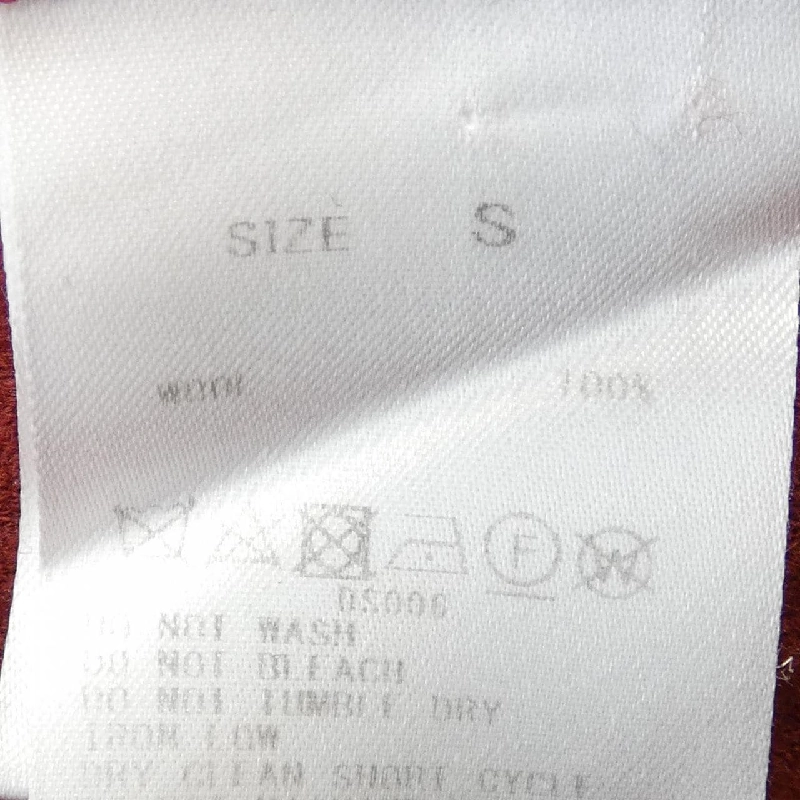 SIZE S
WOOL 100%
F W
DS006
DO NOT WASH
DO NOT BLEACH
DO NOT TUMBLE DRY
IRON LOW
DRY CLEAN SHORT CYCLE